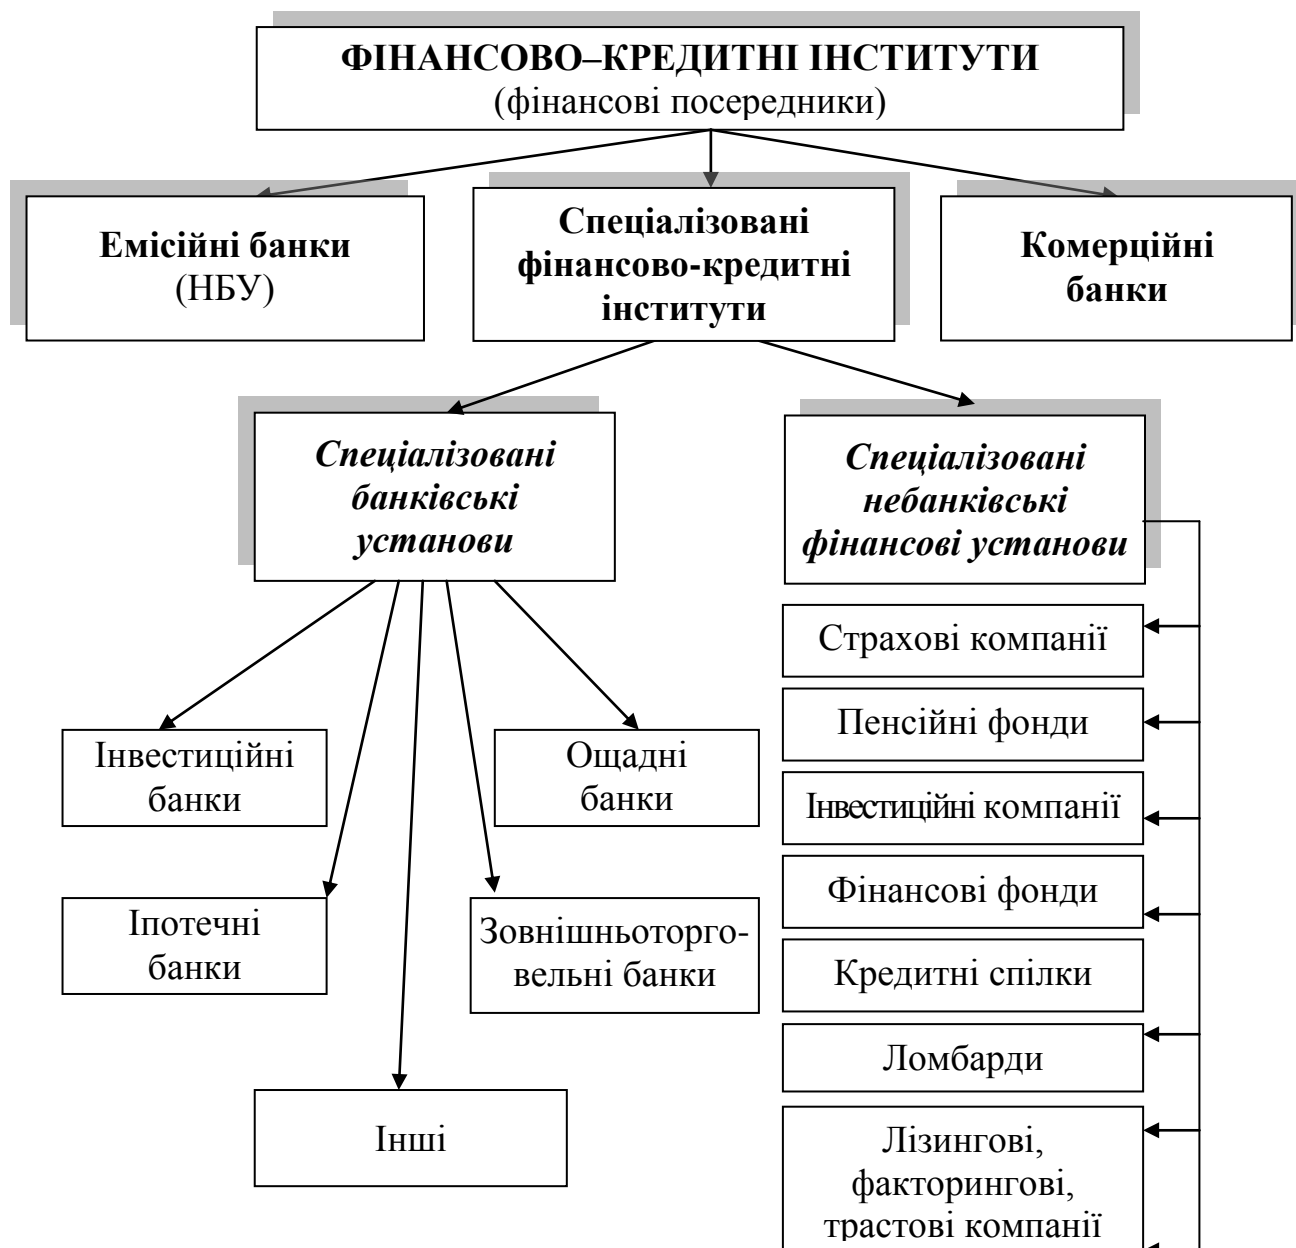 ФІНАНСОВО–КРЕДИТНІ ІНСТИТУТИ
(фінансові посередники)
Емісійні банки
(НБУ)
Спеціалізовані
фінансово-кредитні
інститути
Комерційні
банки
Спеціалізовані
банківські
установи
Спеціалізовані
небанківські
фінансові установи
Інвестиційні
банки
Ощадні
банки
Іпотечні
банки
Зовнішньоторго-
вельні банки
Інші
Страхові компанії
Пенсійні фонди
Інвестиційні компанії
Фінансові фонди
Кредитні спілки
Ломбарди
Лізингові,
факторингові,
трастові компанії